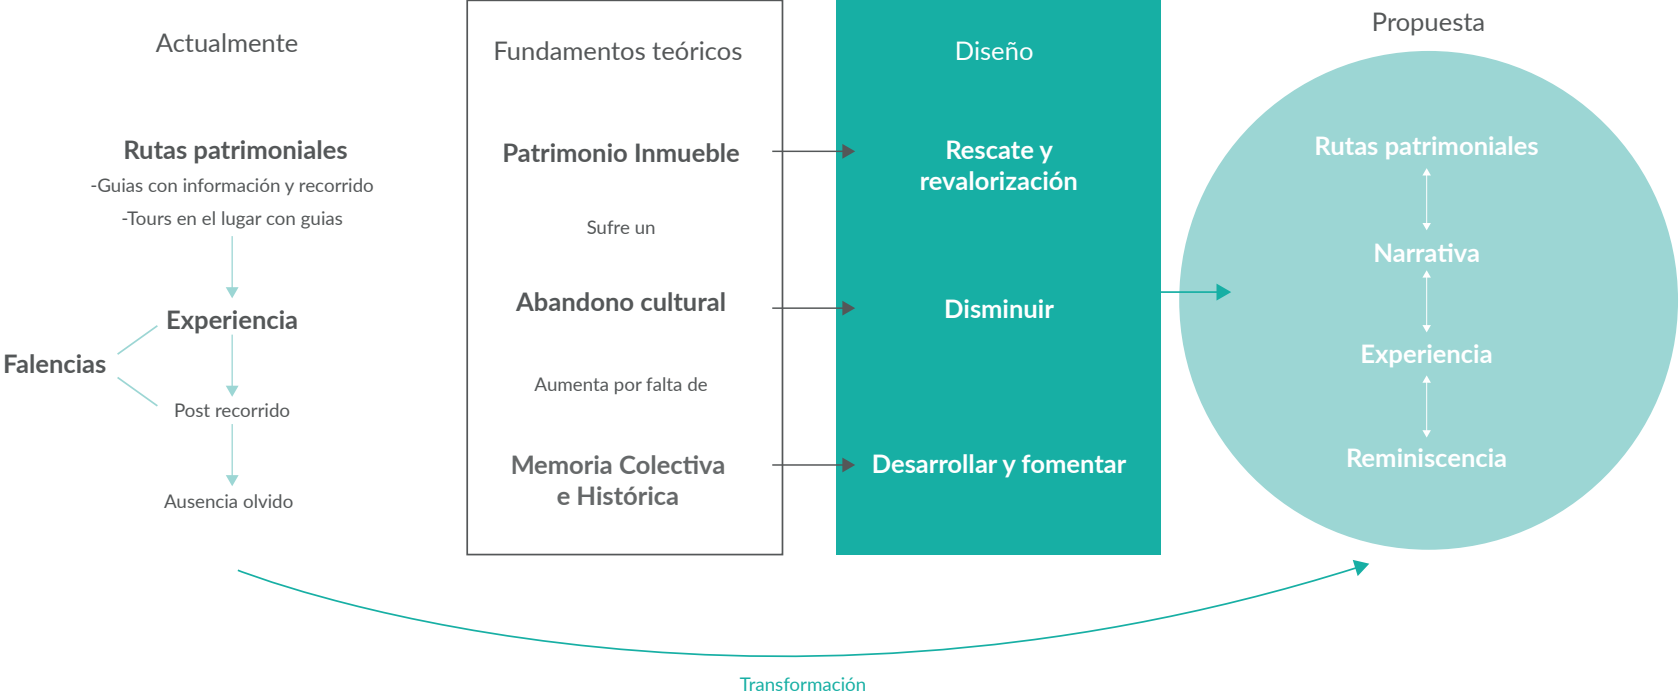 Actualmente
Rutas patrimoniales
-Guias con información y recorrido
-Tours en el lugar con guias
Experiencia
Falencias
Post recorrido
Ausencia olvido
Fundamentos teóricos
Patrimonio Inmueble
Sufre un
Abandono cultural
Aumenta por falta de
Memoria Colectiva
e Histórica
Diseño
Rescate y
revalorización
Disminuir
Desarrollar y fomentar
Propuesta
Rutas patrimoniales
Narrativa
Experiencia
Reminiscencia
Transformación